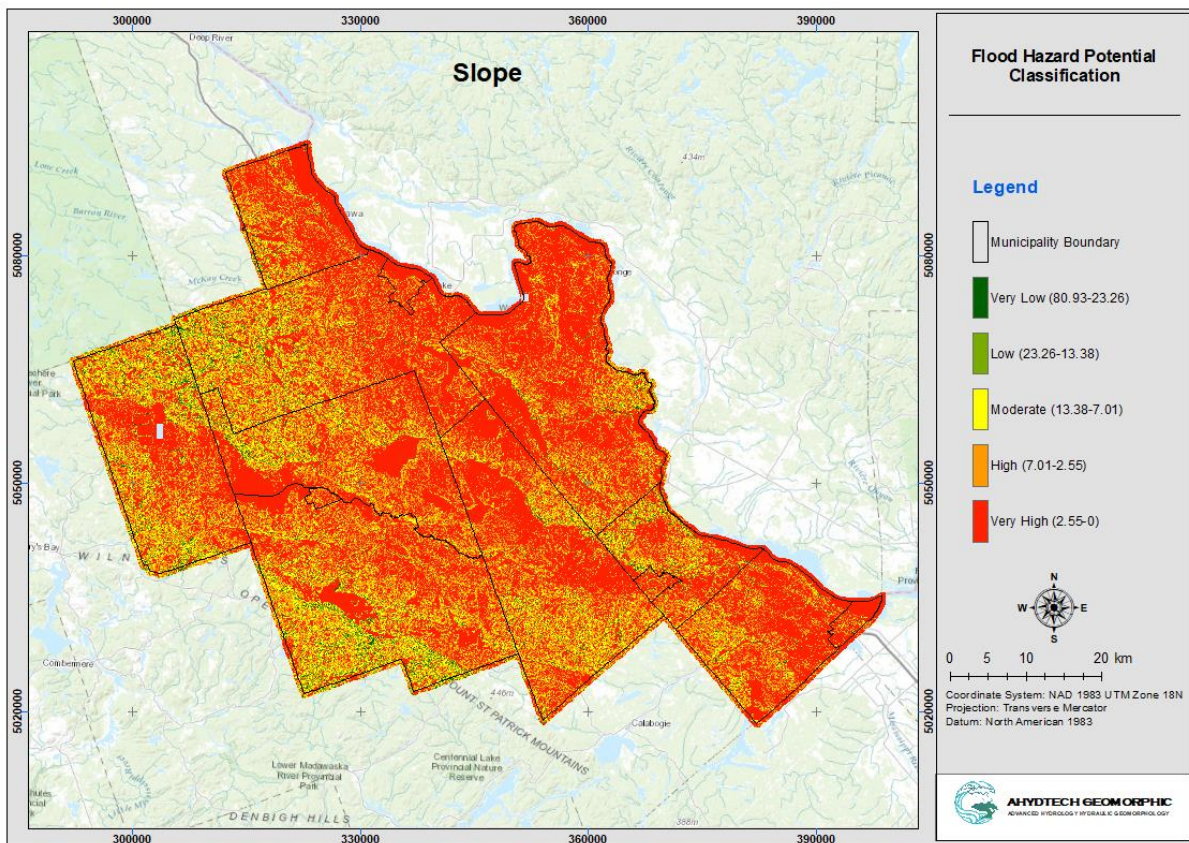 300000
330000
360000
390000
Deep River
Slope
434m
Lone Creek
Barron River
McKay Creek
5080000
5080000
5050000
5050000
Combermere
446m
MOUNT ST PATRICK MOUNTAINS
Calabogie
5020000
5020000
Lower Madawaska
River Provincial
Park
Centennial Lake
Provincial Nature
Reserve
DENBIGH HILLS
388m
300000
330000
360000
390000
Flood Hazard Potential
Classification
Legend
Municipality Boundary
Very Low (80.93-23.26)
Low (23.26-13.38)
Moderate (13.38-7.01)
High (7.01-2.55)
Very High (2.55-0)
N
W
E
S
0 5 10 20 km
Coordinate System: NAD 1983 UTM Zone 18N
Projection: Transverse Mercator
Datum: North American 1983
AHYDTECH GEOMORPHIC
ADVANCED HYDROLOGY HYDRAULIC GEOMORPHOLOGY